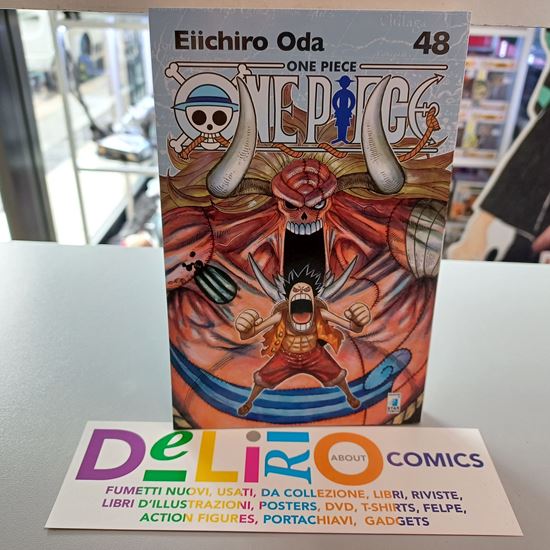 Eiichiro Oda 48
ONE PIECE
ONE PIECE
STAR
DeLiRiO
ABOUT
COMICS
FUMETTI NUOVI, USATI, DA COLLEZIONE, LIBRI, RIVISTE,
LIBRI D'ILLUSTRAZIONI, POSTERS, DVD, T-SHIRTS, FELPE,
ACTION FIGURES, PORTACHIAVI, GADGETS